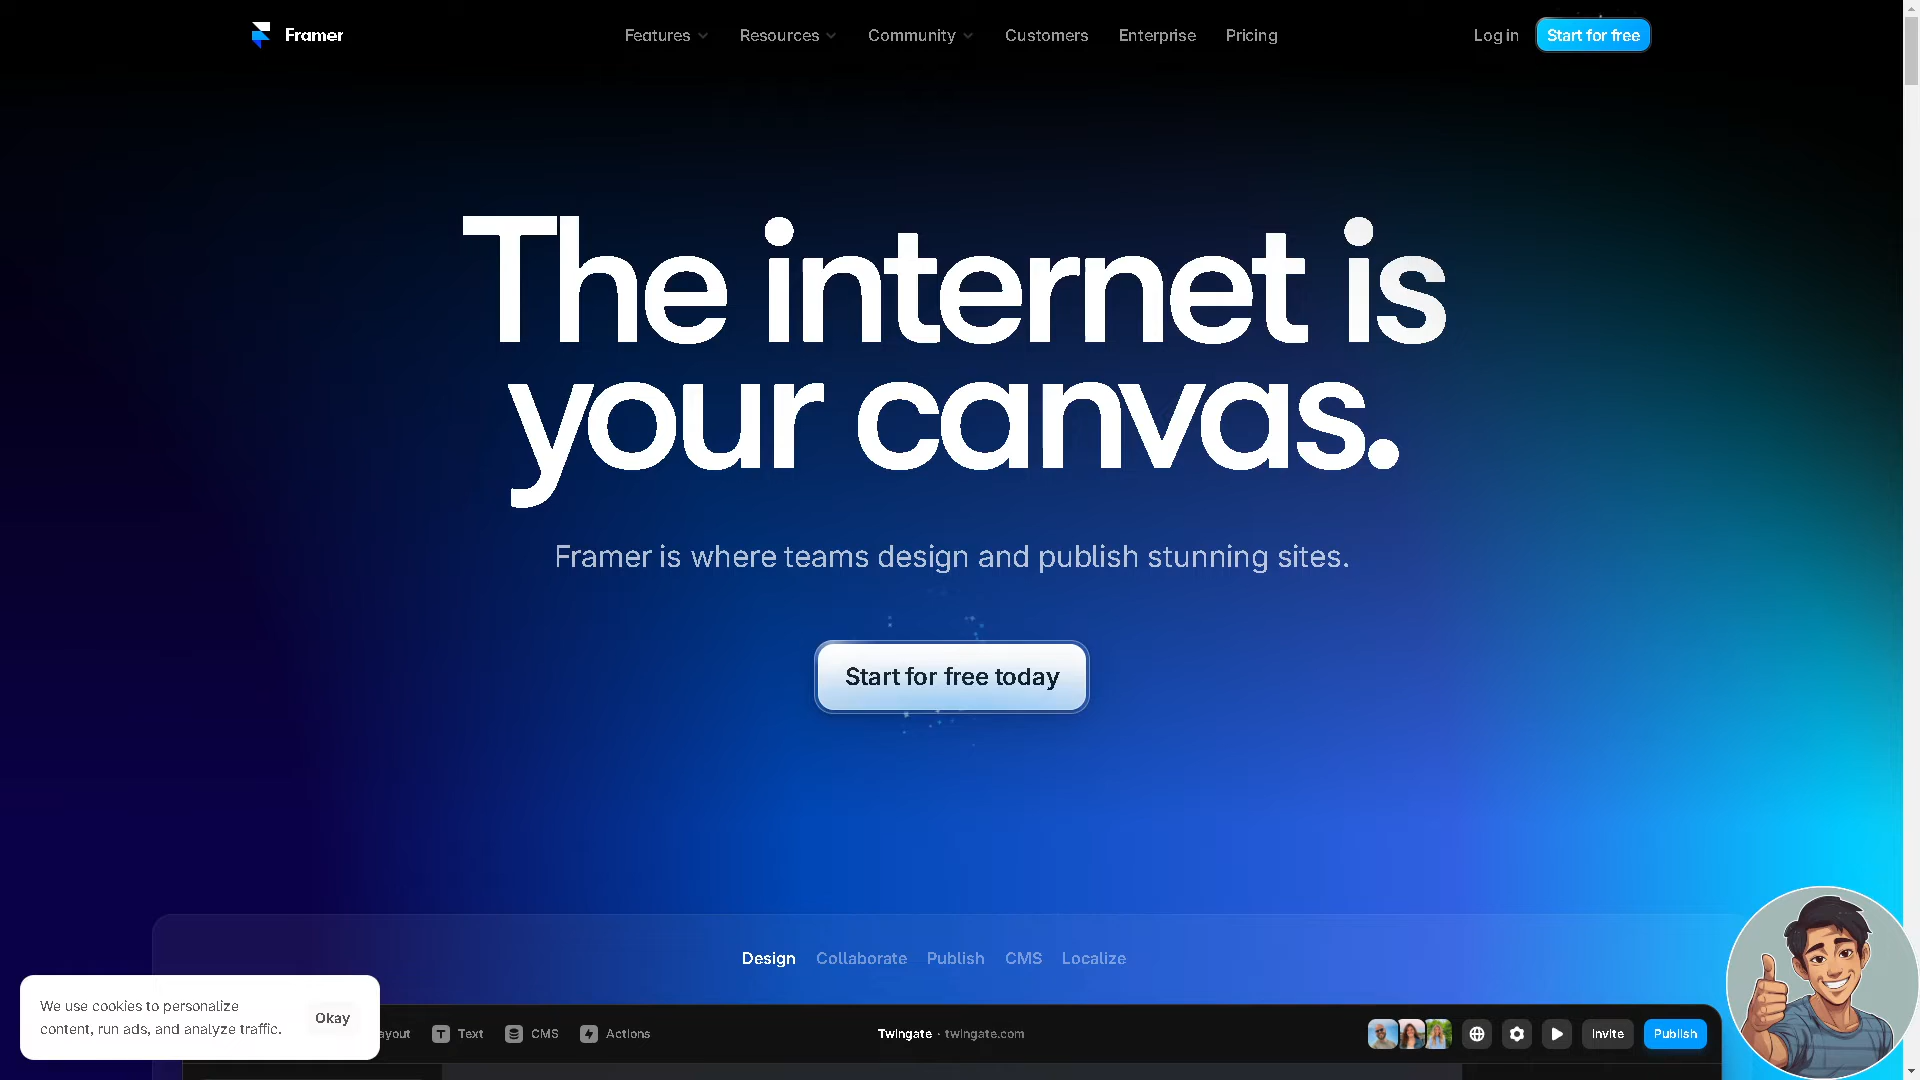 Framer
Features
Resources
Community
Customers
Enterprise
Pricing
Log in
Start for free
The internet is
your canvas.
Framer is where teams design and publish stunning sites.
Start for free today
Design
Collaborate
Publish
CMS
Localize
We use cookies to personalize
content, run ads, and analyze traffic.
Okay
ayout
Text
CMS
Actions
Twingate · twingate.com
Invite
Publish